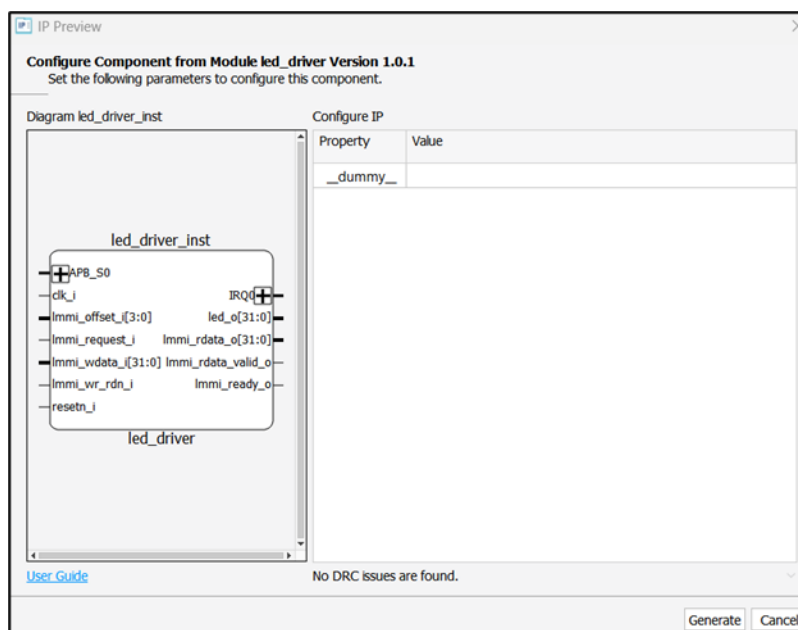 IP Preview
Configure Component from Module led_driver Version 1.0.1
Set the following parameters to configure this component.
Diagram led_driver_inst
Configure IP
Property Value
__dummy__
led_driver_inst
APB_S0
clk_i IRQ0
lmmi_offset_i[3:0] led_o[31:0]
lmmi_request_i lmmi_rdata_o[31:0]
lmmi_wdata_i[31:0] lmmi_rdata_valid_o
lmmi_wr_rdn_i lmmi_ready_o
resetn_i
led_driver
User Guide
No DRC issues are found.
Generate Cancel